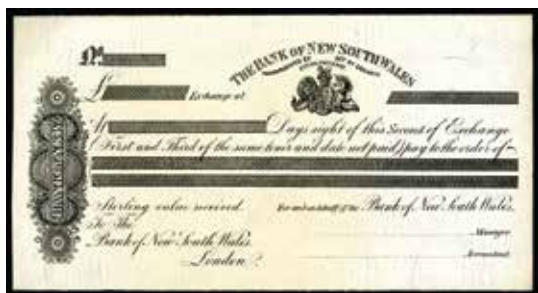 No.
THE BANK OF NEW SOUTH WALES
£ Exchange at
At Days sight of this Second of Exchange
(First and Third of the same tenor and date not paid) pay to the order of
Sterling value received. For and on behalf of the Bank of New South Wales.
To The
Bank of New South Wales. Manager
London. Accountant